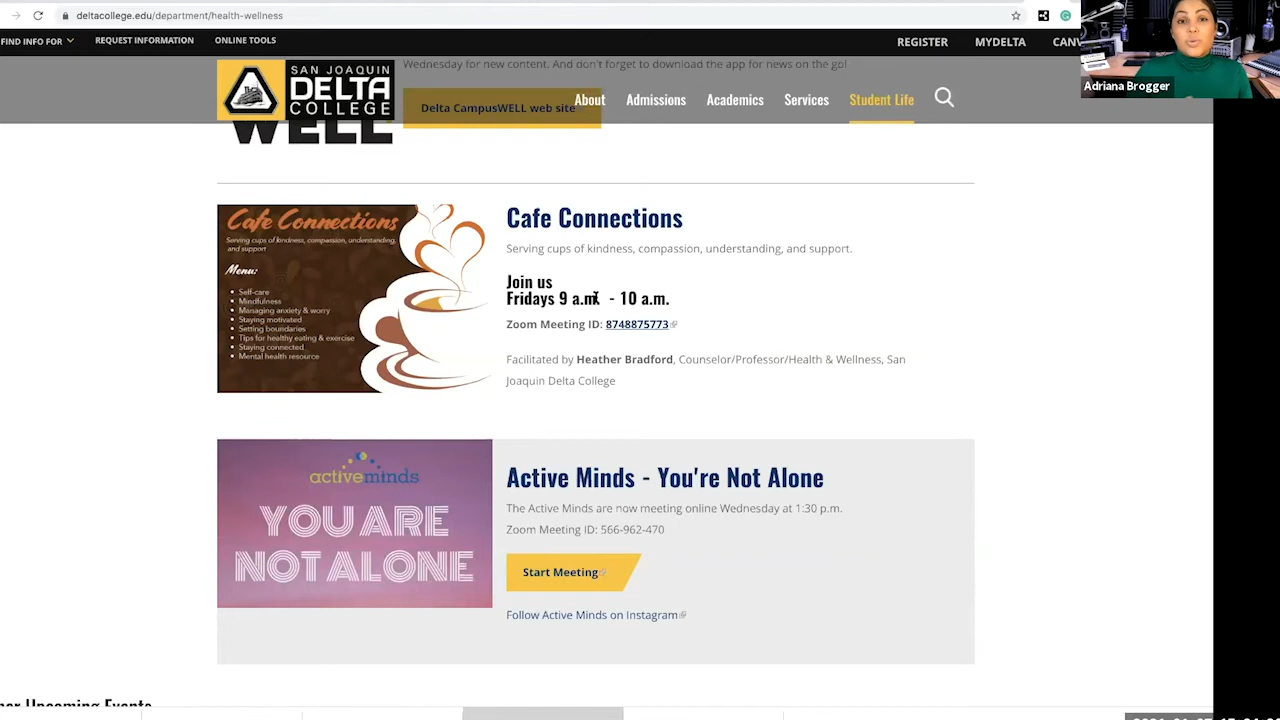 deltacollege.edu/department/health-wellness
FIND INFO FOR
REQUEST INFORMATION
ONLINE TOOLS
REGISTER
MYDELTA
Adriana Brogger
SAN JOAQUIN
DELTA
COLLEGE
WELL
Wednesday for new content. And don't forget to download the app for news on the go!
Delta CampusWELL web site
About
Admissions
Academics
Services
Student Life
Cafe Connections
Serving cups of kindness, compassion, understanding,
and support
Menu:
Self-care
Mindfulness
Managing anxiety & worry
Staying motivated
Setting boundaries
Tips for healthy eating & exercise
Staying connected
Mental health resource
Cafe Connections
Serving cups of kindness, compassion, understanding, and support.
Join us
Fridays 9 a.m. - 10 a.m.
Zoom Meeting ID: 8748875773
Facilitated by Heather Bradford, Counselor/Professor/Health & Wellness, San
Joaquin Delta College
activeminds
YOU ARE
NOT ALONE
Active Minds - You're Not Alone
The Active Minds are now meeting online Wednesday at 1:30 p.m.
Zoom Meeting ID: 566-962-470
Start Meeting
Follow Active Minds on Instagram
Upcoming Events